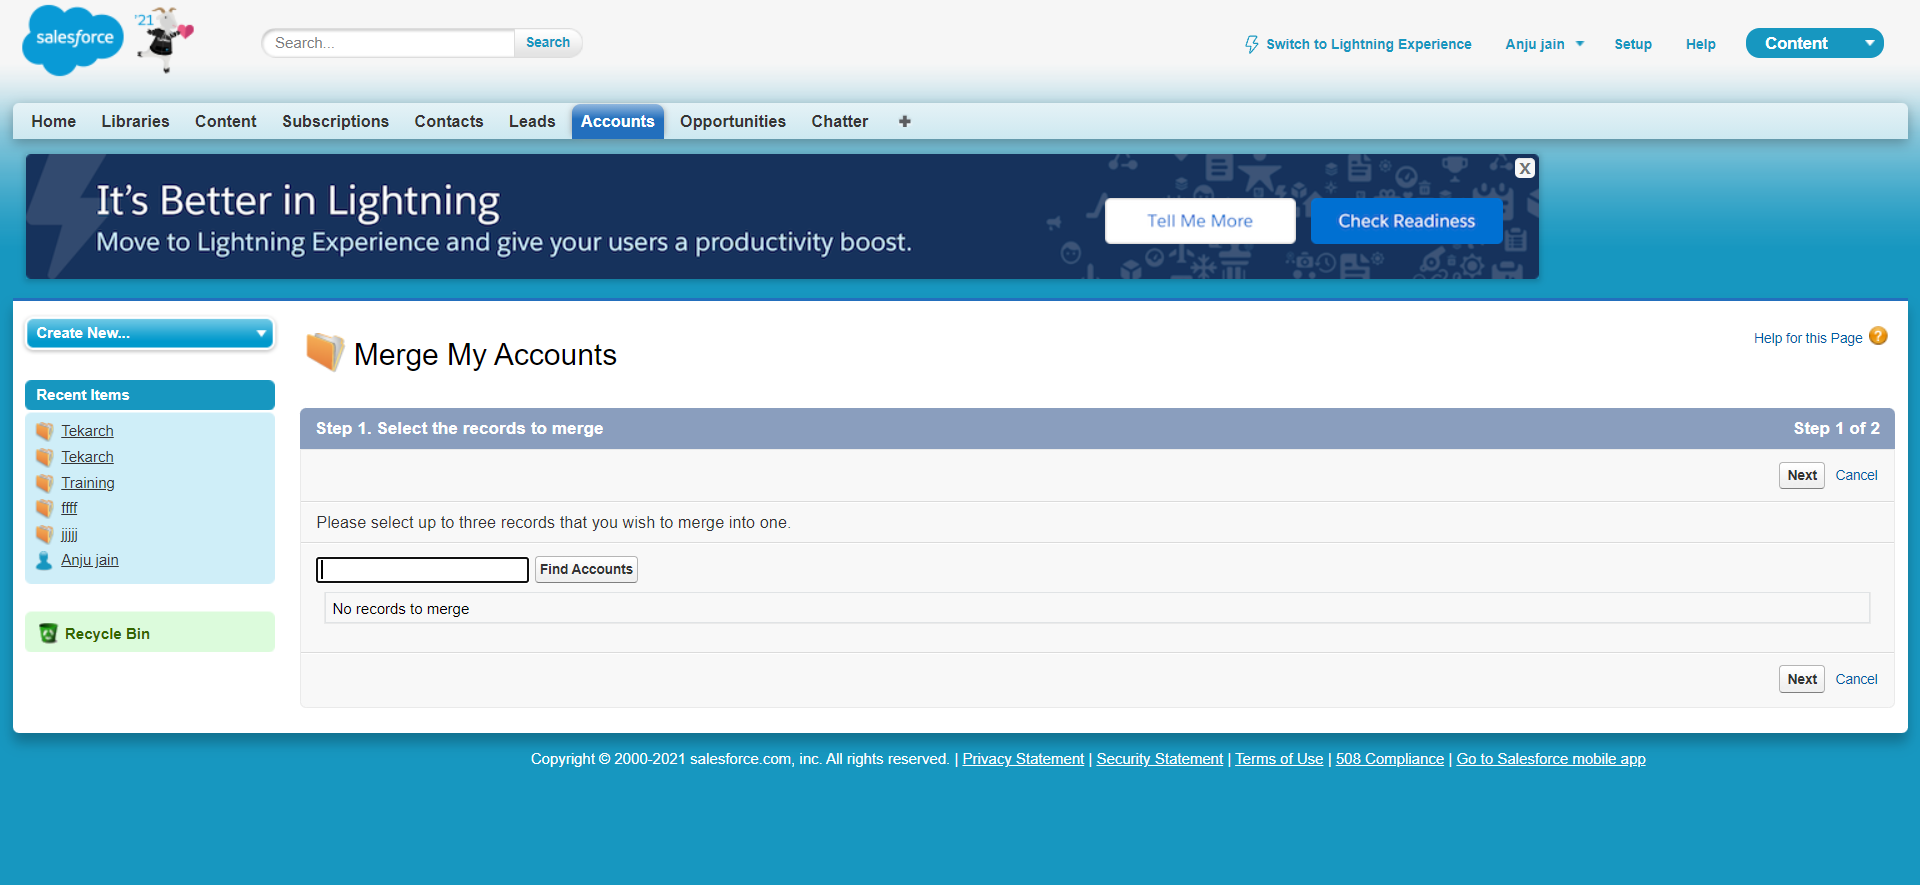 salesforce
'21
Search...
Search
Switch to Lightning Experience
Anju jain
Setup
Help
Content
Home
Libraries
Content
Subscriptions
Contacts
Leads
Accounts
Opportunities
Chatter
+
It's Better in Lightning
Move to Lightning Experience and give your users a productivity boost.
Tell Me More
Check Readiness
X
Create New...
Recent Items
Tekarch
Tekarch
Training
ffff
jjjjj
Anju jain
Recycle Bin
Merge My Accounts
Help for this Page ?
Step 1. Select the records to merge
Step 1 of 2
Next
Cancel
Please select up to three records that you wish to merge into one.
Find Accounts
No records to merge
Next
Cancel
Copyright © 2000-2021 salesforce.com, inc. All rights reserved. | Privacy Statement | Security Statement | Terms of Use | 508 Compliance | Go to Salesforce mobile app